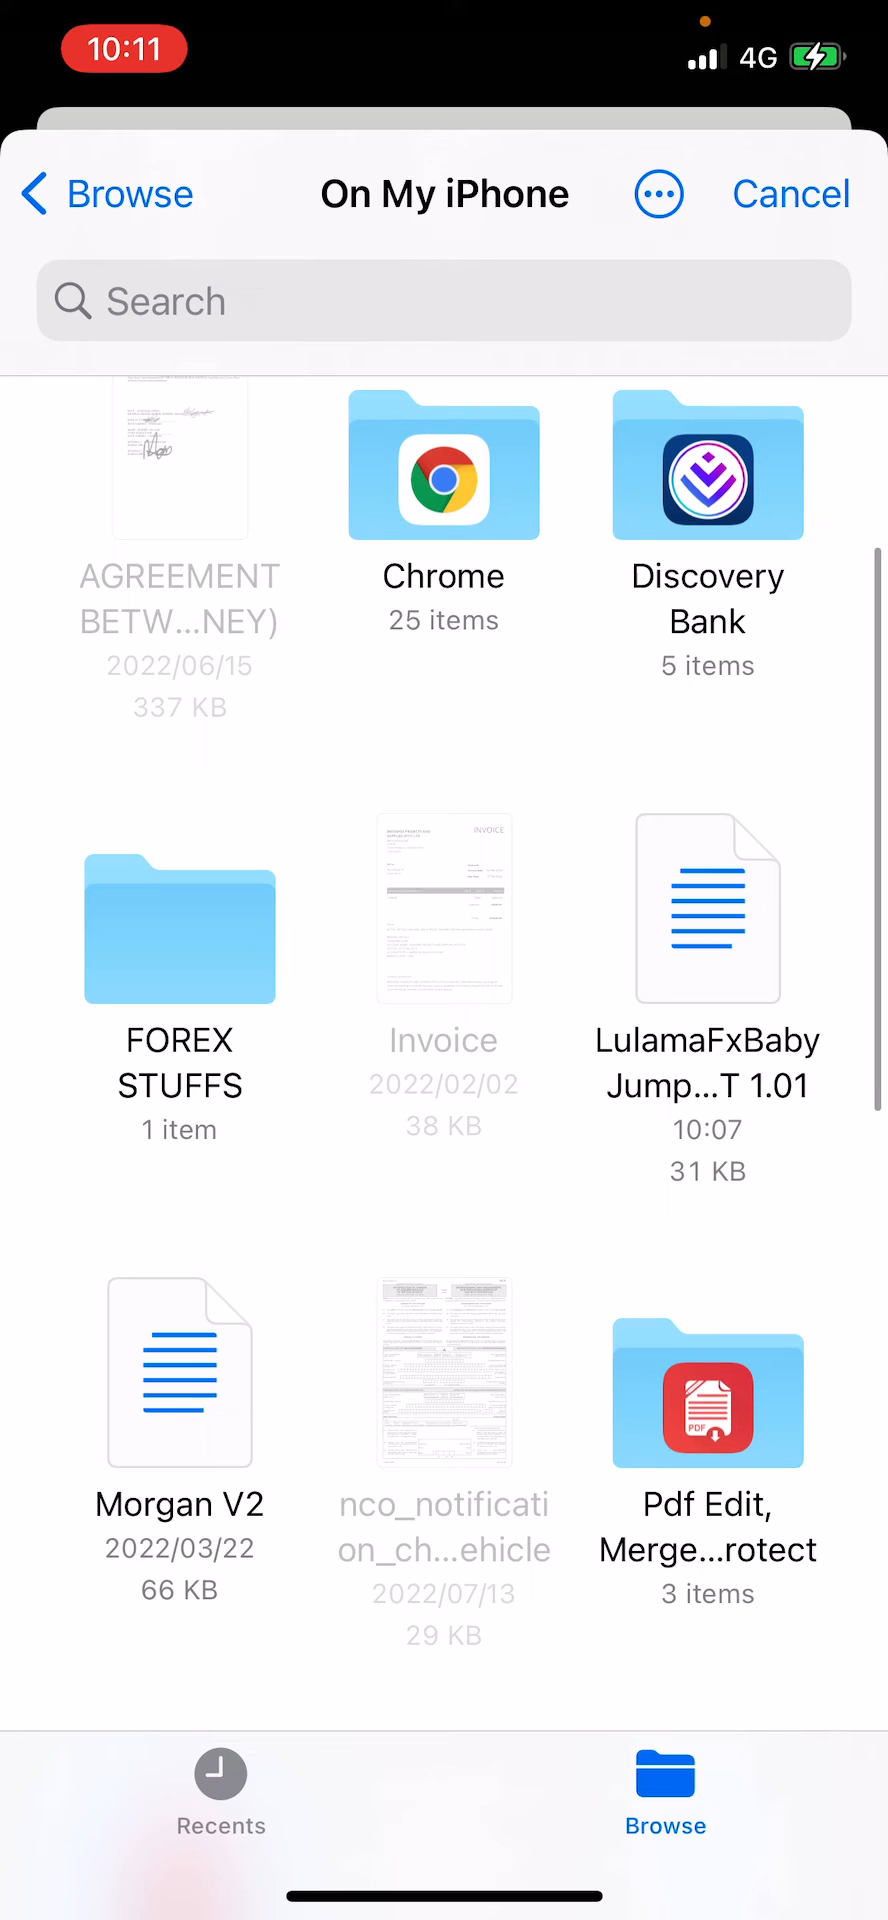 10:11
4G
Browse
On My iPhone
Cancel
Search
AGREEMENT
BETW...NEY)
2022/06/15
337 KB
Chrome
25 items
Discovery
Bank
5 items
FOREX
STUFFS
1 item
INVOICE
Invoice
2022/02/02
38 KB
LulamaFxBaby
Jump...T 1.01
10:07
31 KB
Morgan V2
2022/03/22
66 KB
nco_notificati
on_ch...ehicle
2022/07/13
29 KB
PDF
Pdf Edit,
Merge...rotect
3 items
Recents
Browse